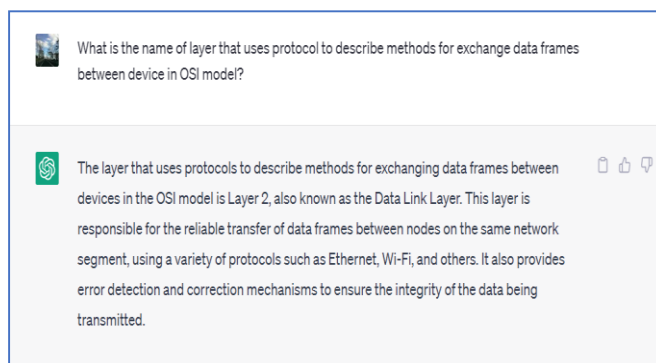 What is the name of layer that uses protocol to describe methods for exchange data frames
between device in OSI model?
The layer that uses protocols to describe methods for exchanging data frames between
devices in the OSI model is Layer 2, also known as the Data Link Layer. This layer is
responsible for the reliable transfer of data frames between nodes on the same network
segment, using a variety of protocols such as Ethernet, Wi-Fi, and others. It also provides
error detection and correction mechanisms to ensure the integrity of the data being
transmitted.